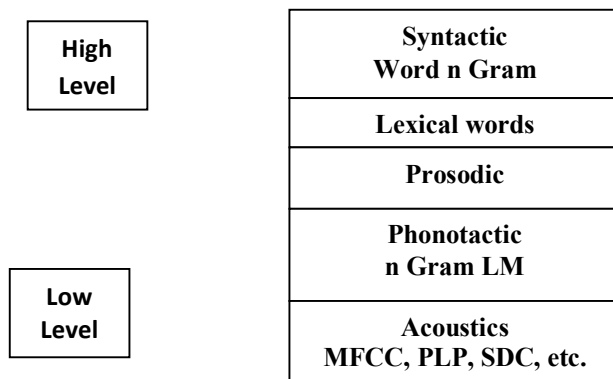 High
Level
Syntactic
Word n Gram
Lexical words
Prosodic
Phonotactic
n Gram LM
Low
Level
Acoustics
MFCC, PLP, SDC, etc.